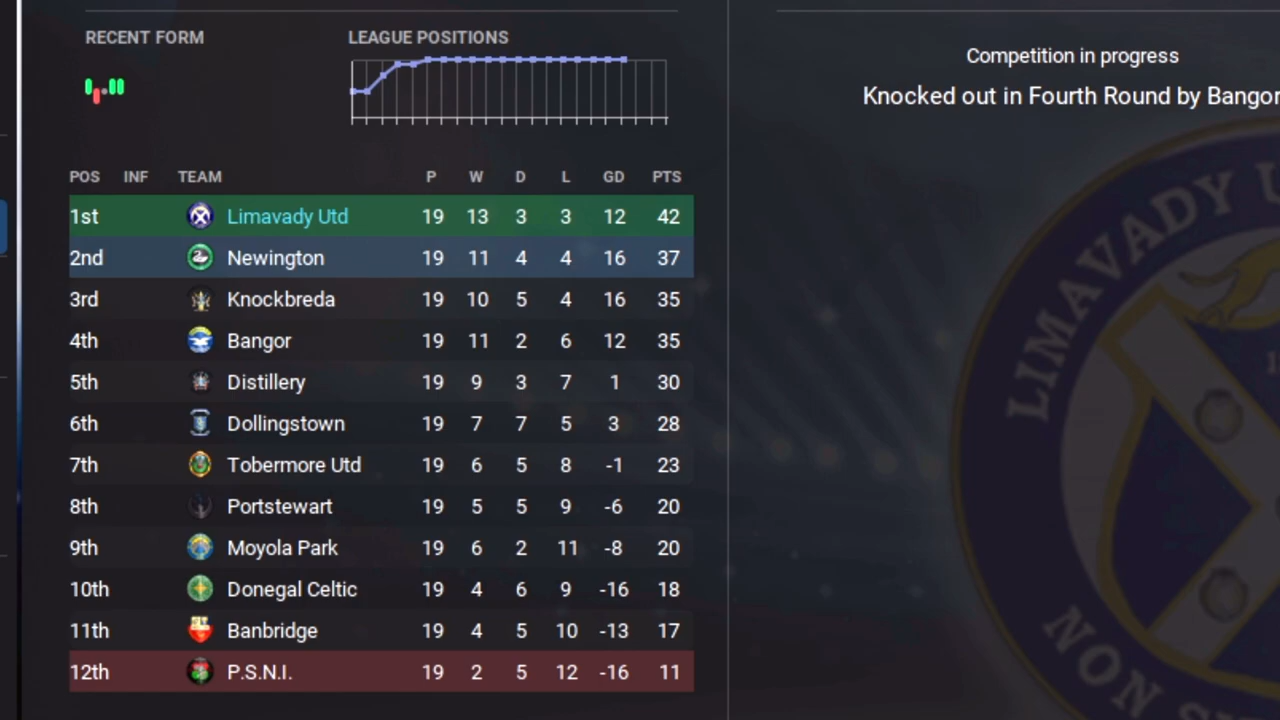 RECENT FORM
LEAGUE POSITIONS
POS INF TEAM P W D L GD PTS
1st Limavady Utd 19 13 3 3 12 42
2nd Newington 19 11 4 4 16 37
3rd Knockbreda 19 10 5 4 16 35
4th Bangor 19 11 2 6 12 35
5th Distillery 19 9 3 7 1 30
6th Dollingstown 19 7 7 5 3 28
7th Tobermore Utd 19 6 5 8 -1 23
8th Portstewart 19 5 5 9 -6 20
9th Moyola Park 19 6 2 11 -8 20
10th Donegal Celtic 19 4 6 9 -16 18
11th Banbridge 19 4 5 10 -13 17
12th P.S.N.I. 19 2 5 12 -16 11
Competition in progress
Knocked out in Fourth Round by Bangor
LIMAVADY U
NON S